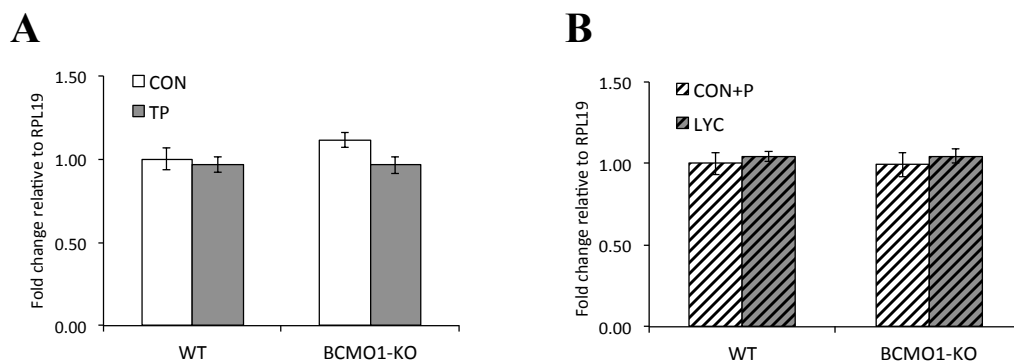 A
Fold change relative to RPL19
1.50
1.00
0.50
0.00
CON
TP
WT
BCMO1-KO
B
Fold change relative to RPL19
1.50
1.00
0.50
0.00
CON+P
LYC
WT
BCMO1-KO